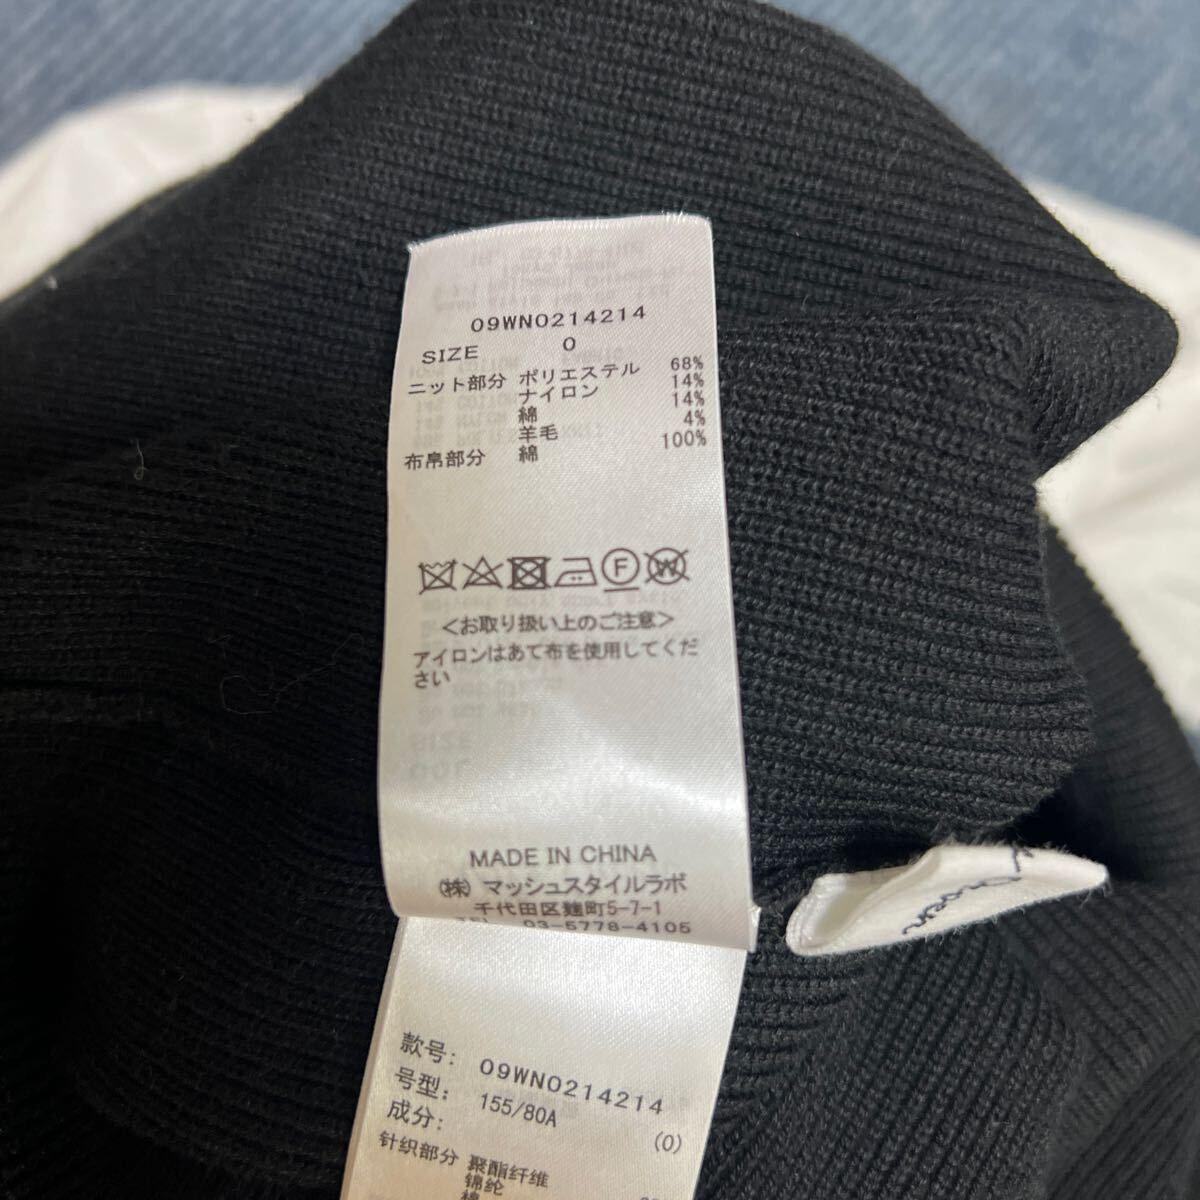 09WNO214214
SIZE 0
ニット部分 ポリエステル 68%
ナイロン 14%
綿 14%
羊毛 4%
布帛部分 綿 100%
F W
<お取り扱い上のご注意>
アイロンはあて布を使用してくだ
さい
MADE IN CHINA
㈱ マッシュスタイルラボ
千代田区麹町5-7-1
TEL 03-5778-4105
款号: 09WNO214214
号型: 155/80A (0)
成分:
针织部分 聚酯纤维
锦纶
棉